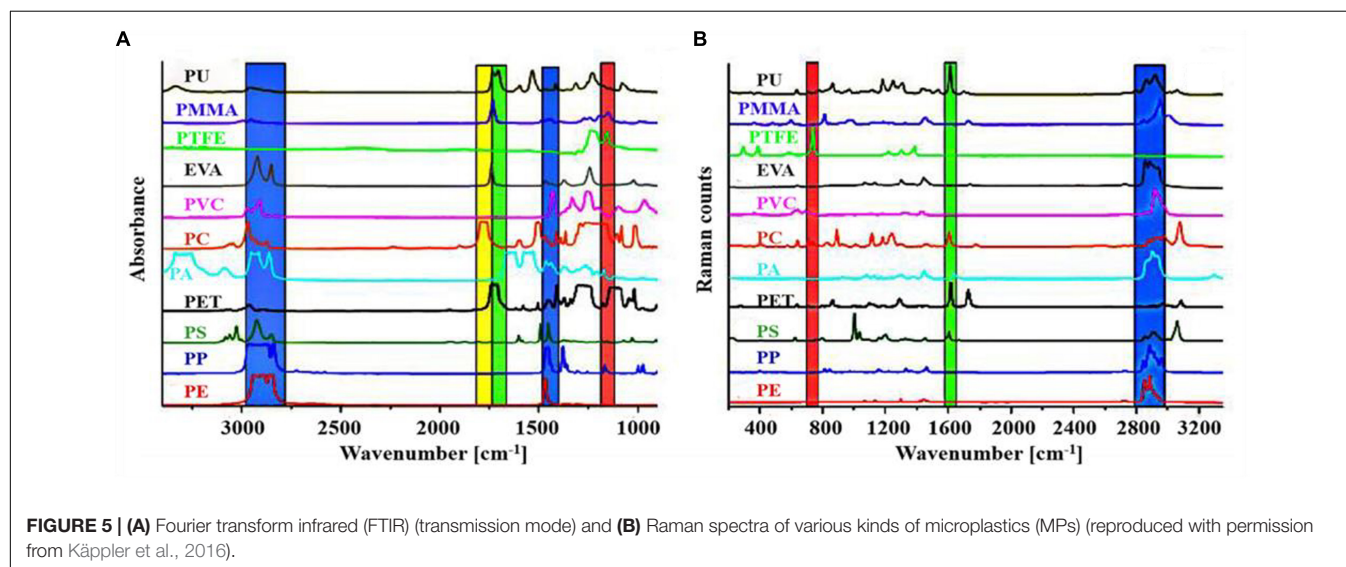 A
B
PU
PMMA
PTFE
EVA
PVC
PC
PA
PET
PS
PP
PE
Absorbance
3000 2500 2000 1500 1000
Wavenumber [cm-1]
PU
PMMA
PTFE
EVA
PVC
PC
PA
PET
PS
PP
PE
Raman counts
400 800 1200 1600 2000 2400 2800 3200
Wavenumber [cm-1]
FIGURE 5 | (A) Fourier transform infrared (FTIR) (transmission mode) and (B) Raman spectra of various kinds of microplastics (MPs) (reproduced with permission
from Käppler et al., 2016).